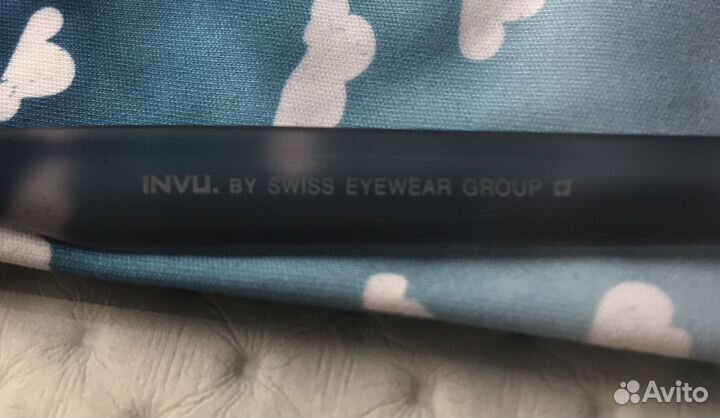 INVU. BY SWISS EYEWEAR GROUP
Avito